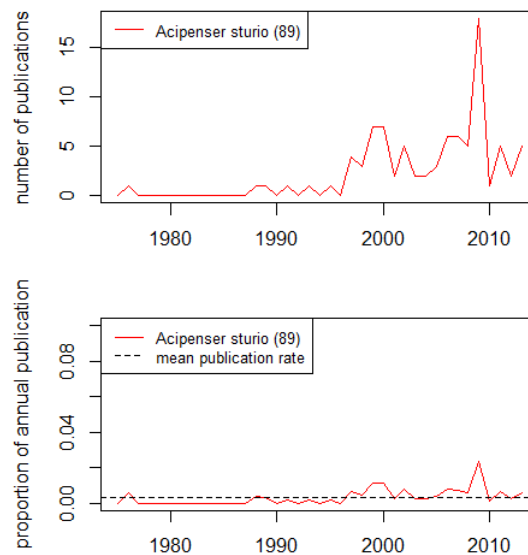 number of publications
15
10
5
0
Acipenser sturio (89)
1980 1990 2000 2010
proportion of annual publication
0.08
0.04
0.00
Acipenser sturio (89)
mean publication rate
1980 1990 2000 2010